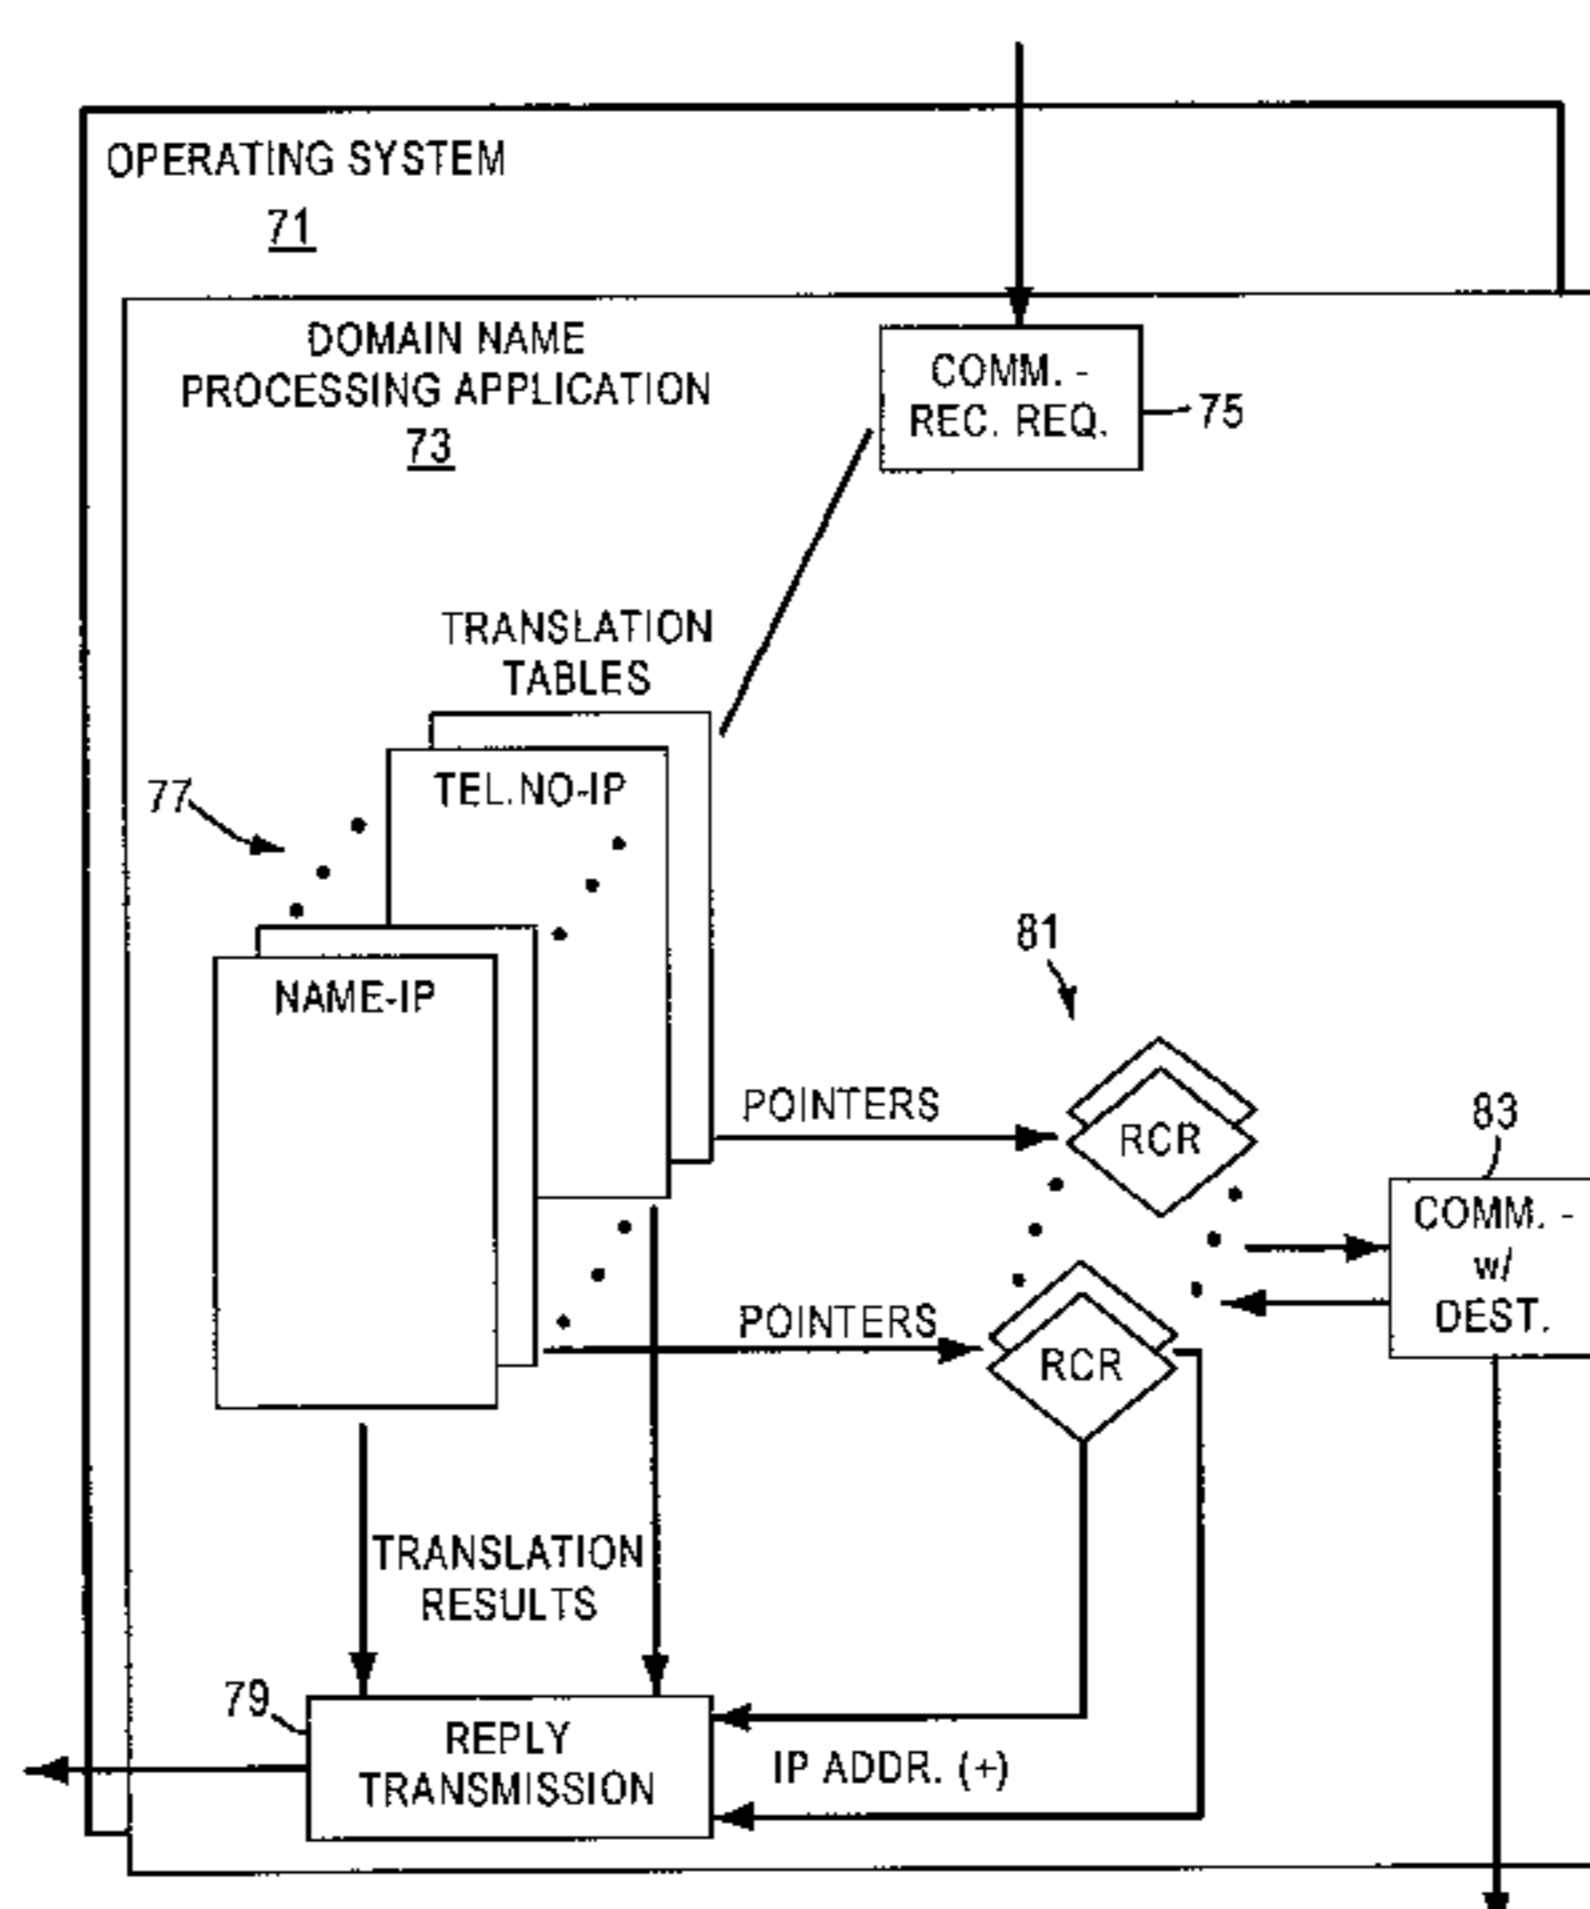 OPERATING SYSTEM
71
DOMAIN NAME
PROCESSING APPLICATION
73
COMM. -
REC. REQ.
75
TRANSLATION
TABLES
TEL.NO-IP
77
NAME-IP
81
POINTERS
RCR
83
COMM. -
w/
DEST.
POINTERS
RCR
TRANSLATION
RESULTS
79
REPLY
TRANSMISSION
IP ADDR. (+)